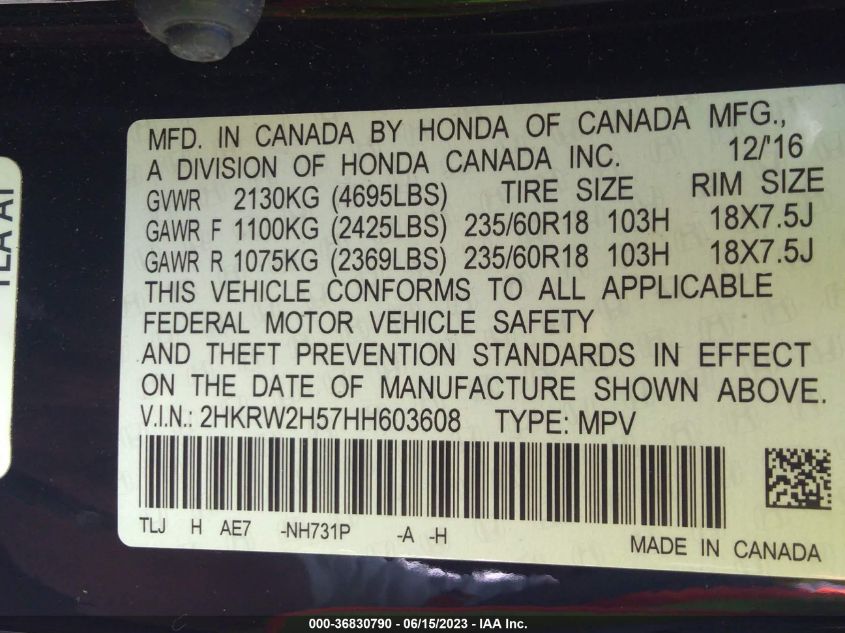 MFD. IN CANADA BY HONDA OF CANADA MFG.,
A DIVISION OF HONDA CANADA INC. 12/'16
GVWR 2130KG (4695LBS) TIRE SIZE RIM SIZE
GAWR F 1100KG (2425LBS) 235/60R18 103H 18X7.5J
GAWR R 1075KG (2369LBS) 235/60R18 103H 18X7.5J
THIS VEHICLE CONFORMS TO ALL APPLICABLE
FEDERAL MOTOR VEHICLE SAFETY
AND THEFT PREVENTION STANDARDS IN EFFECT
ON THE DATE OF MANUFACTURE SHOWN ABOVE.
V.I.N.: 2HKRW2H57HH603608 TYPE: MPV
TLJ H AE7 -NH731P -A -H
MADE IN CANADA
000-36830790 - 06/15/2023 - IAA Inc.